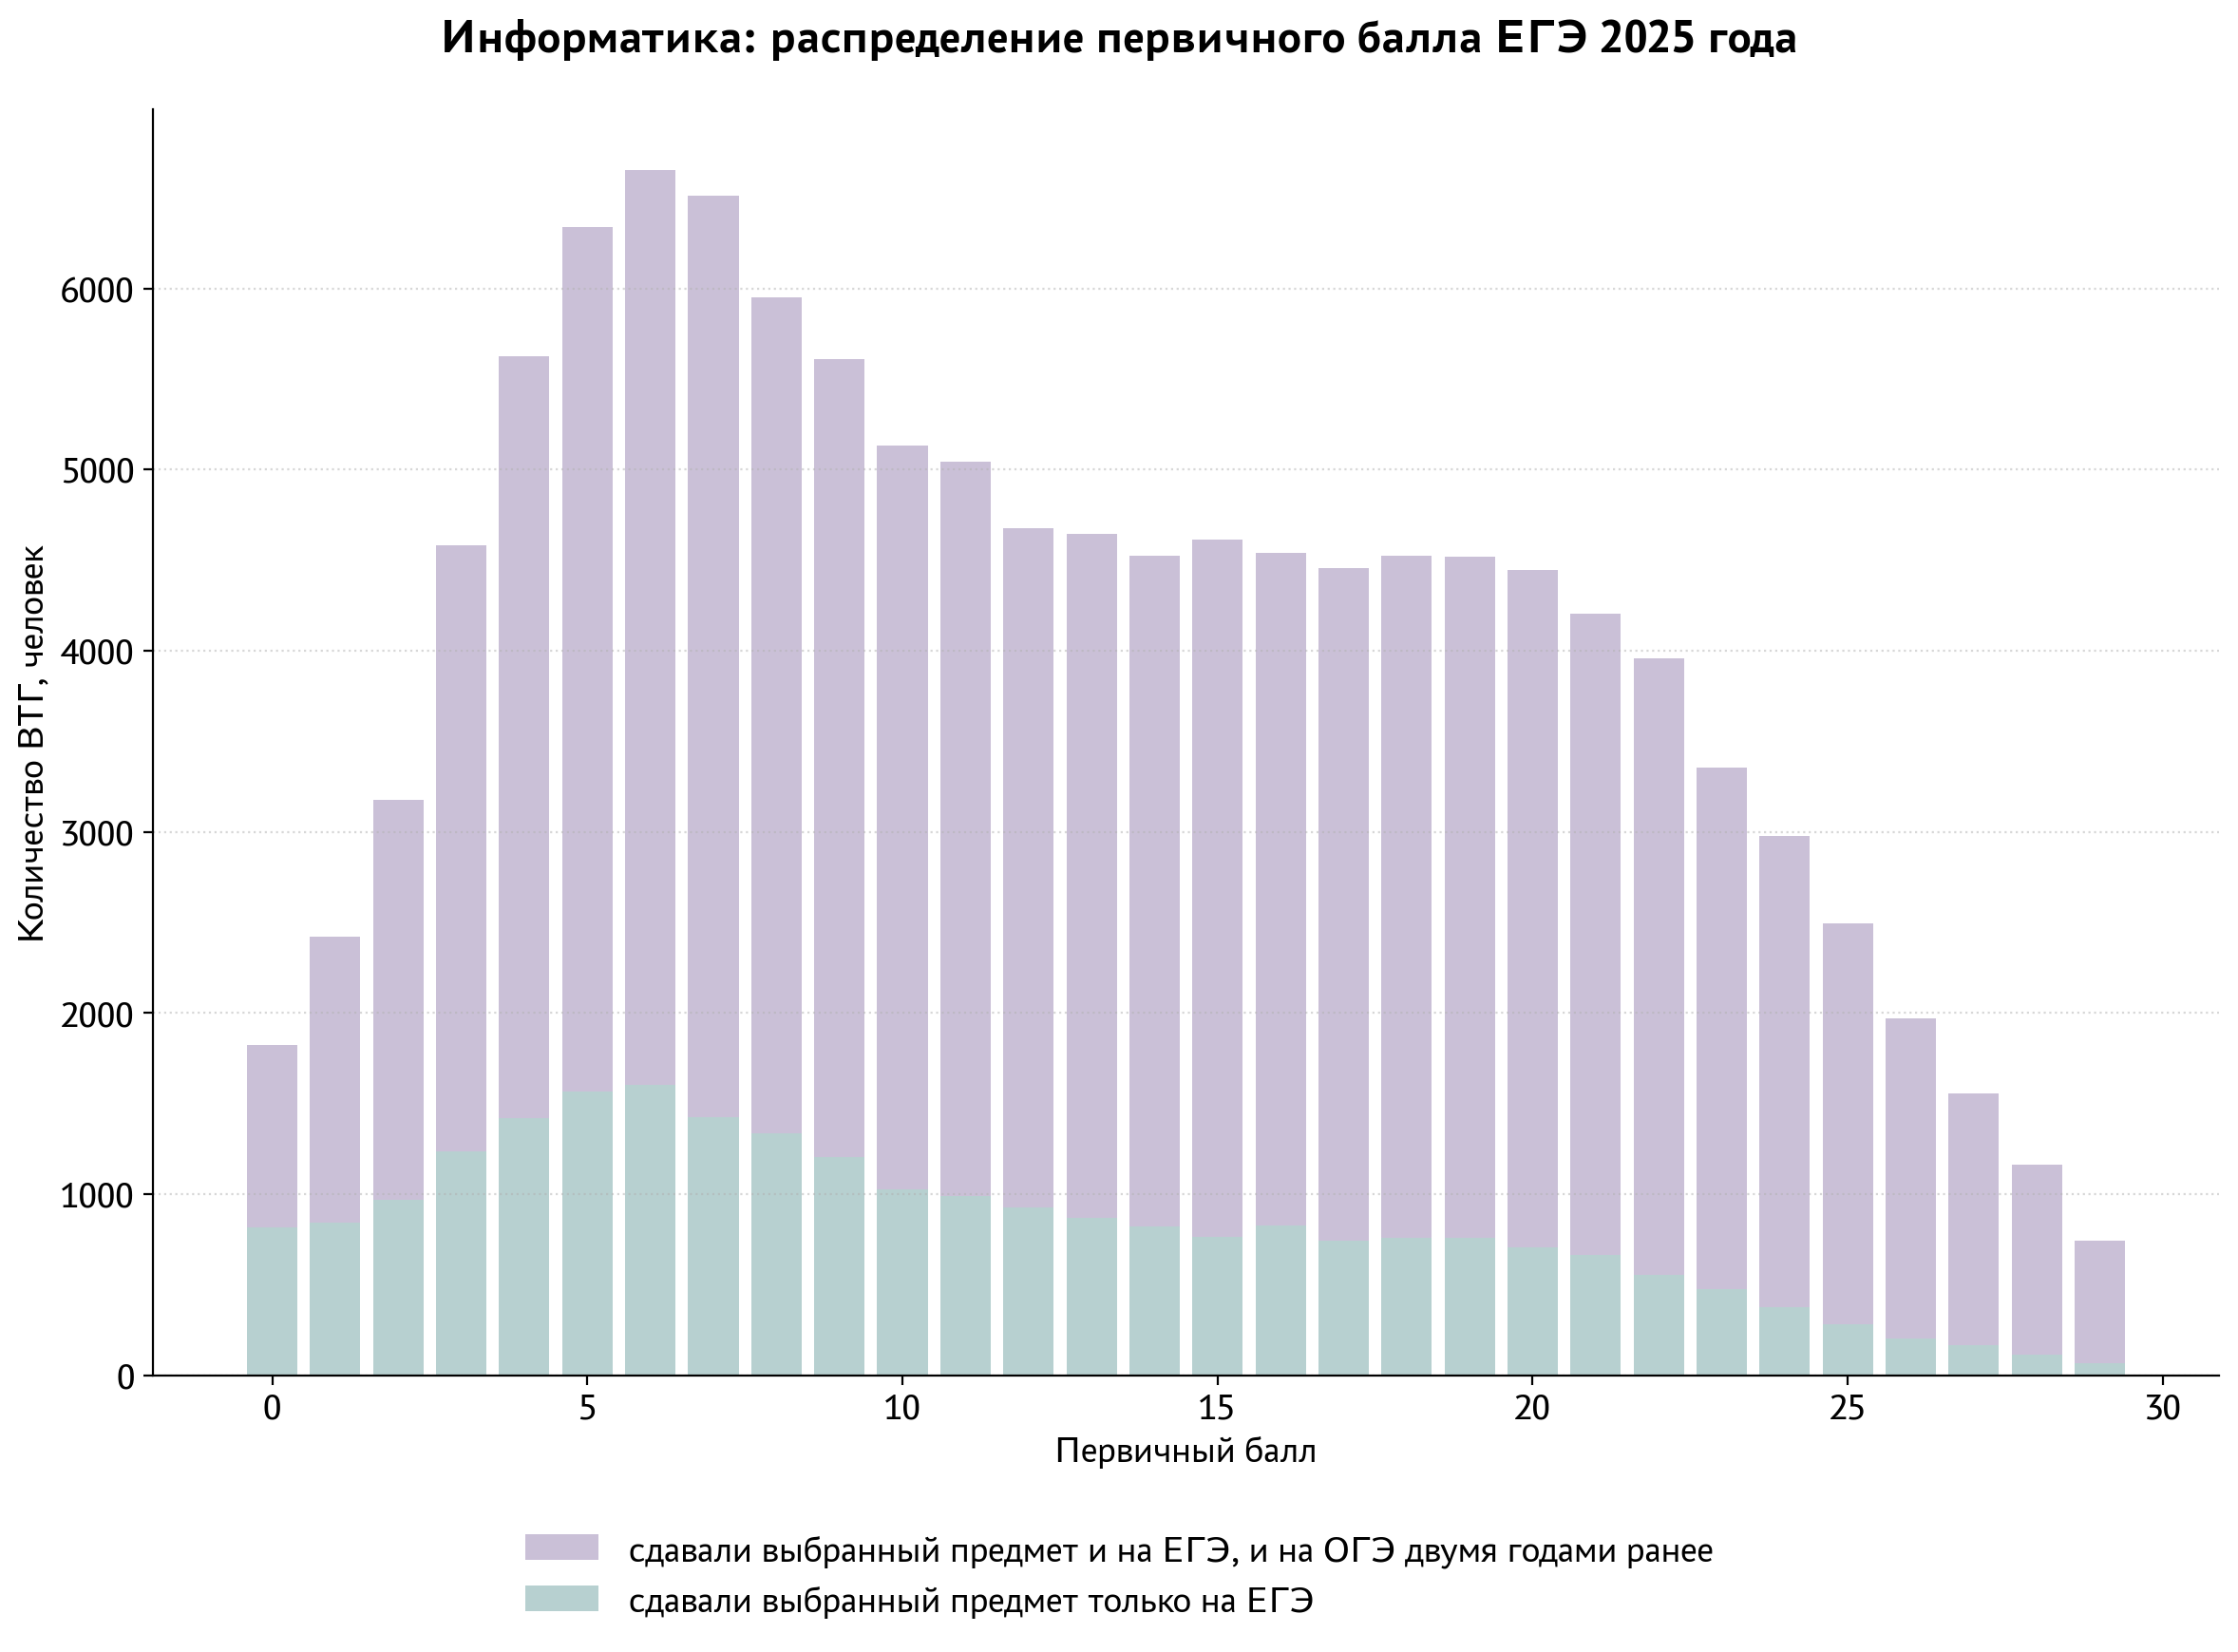 Информатика: распределение первичного балла ЕГЭ 2025 года
Количество ВТГ, человек
6000
5000
4000
3000
2000
1000
0
0 5 10 15 20 25 30
Первичный балл
сдавали выбранный предмет и на ЕГЭ, и на ОГЭ двумя годами ранее
сдавали выбранный предмет только на ЕГЭ